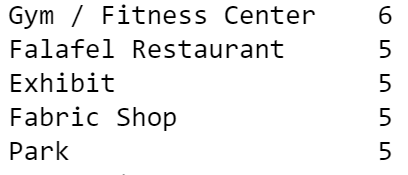 Gym / Fitness Center    6
Falafel Restaurant      5
Exhibit                 5
Fabric Shop             5
Park                    5